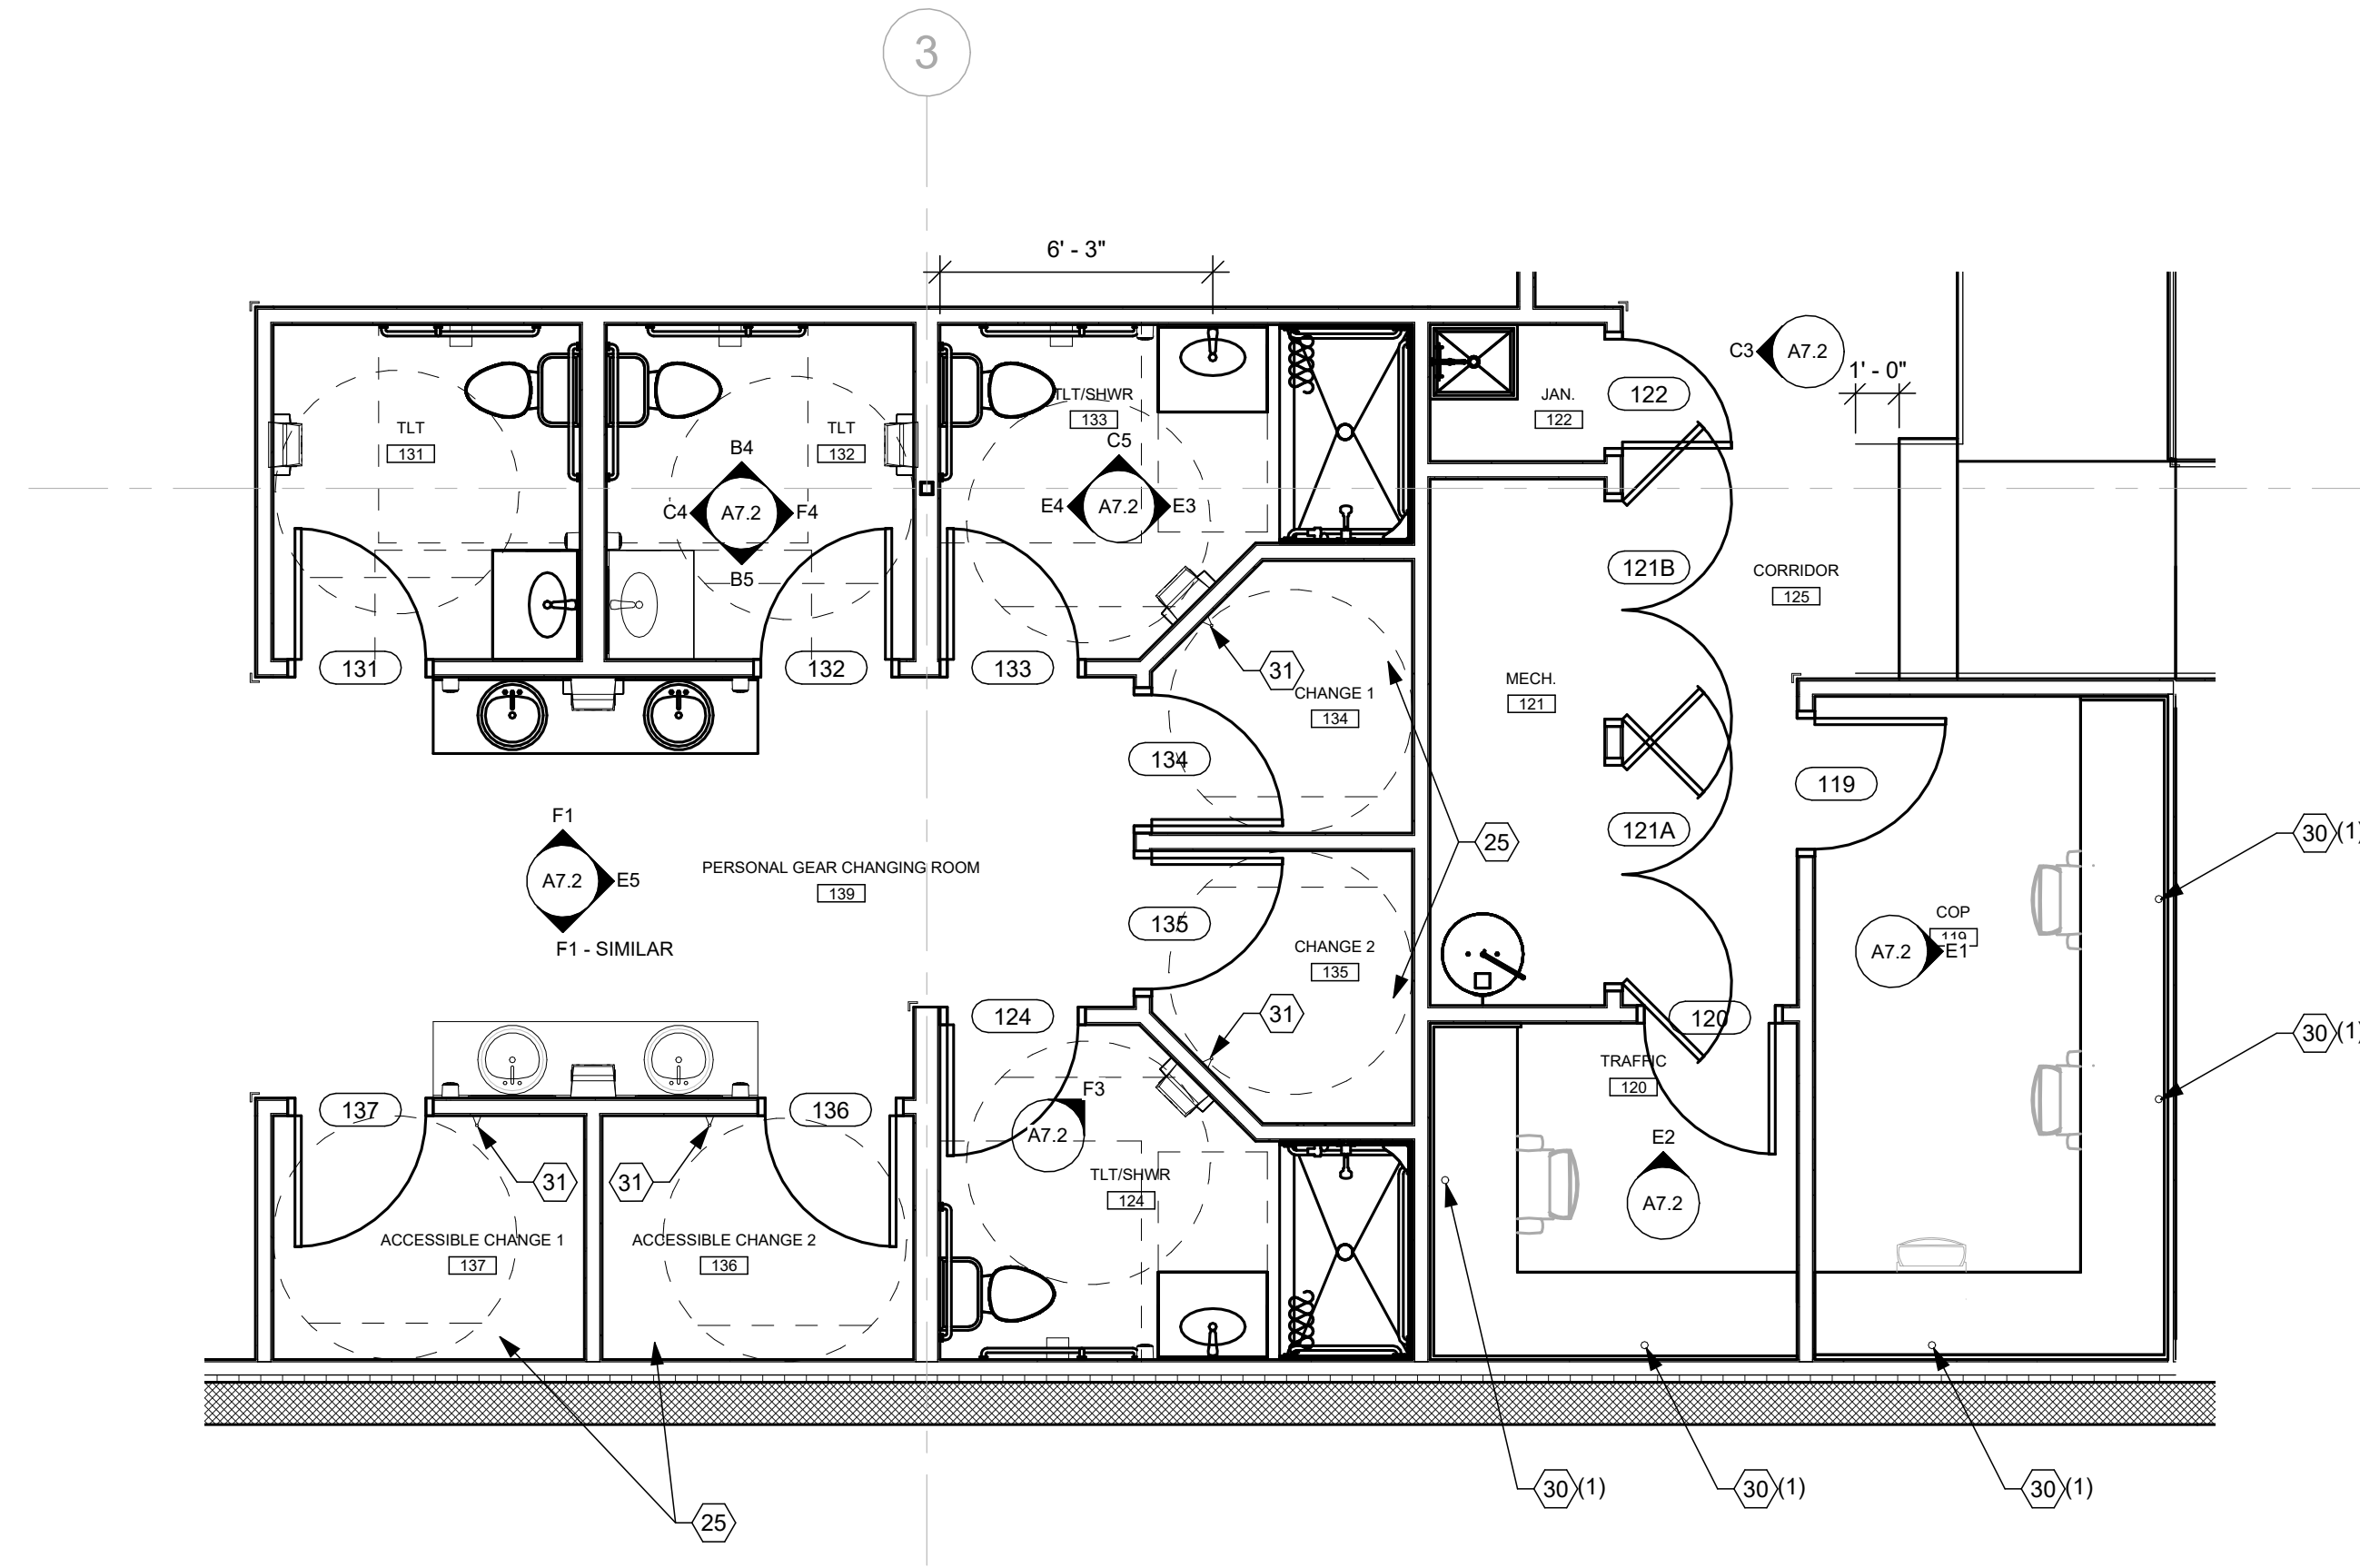 3
6' - 3"
C3
A7.2
1' - 0"
TLT
131
TLT
132
TLT/SHWR
133
JAN.
122
122
B4
C4
A7.2
F4
B5
C5
E4
A7.2
E3
121B
CORRIDOR
125
131
132
133
31
CHANGE 1
134
MECH.
121
134
119
F1
A7.2
E5
F1 - SIMILAR
PERSONAL GEAR CHANGING ROOM
139
25
121A
30
(1)
135
CHANGE 2
135
COP
119
A7.2
E1
31
124
120
TRAFFIC
120
30
(1)
137
136
F3
A7.2
31
31
TLT/SHWR
124
E2
A7.2
ACCESSIBLE CHANGE 1
137
ACCESSIBLE CHANGE 2
136
25
30
(1)
30
(1)
30
(1)